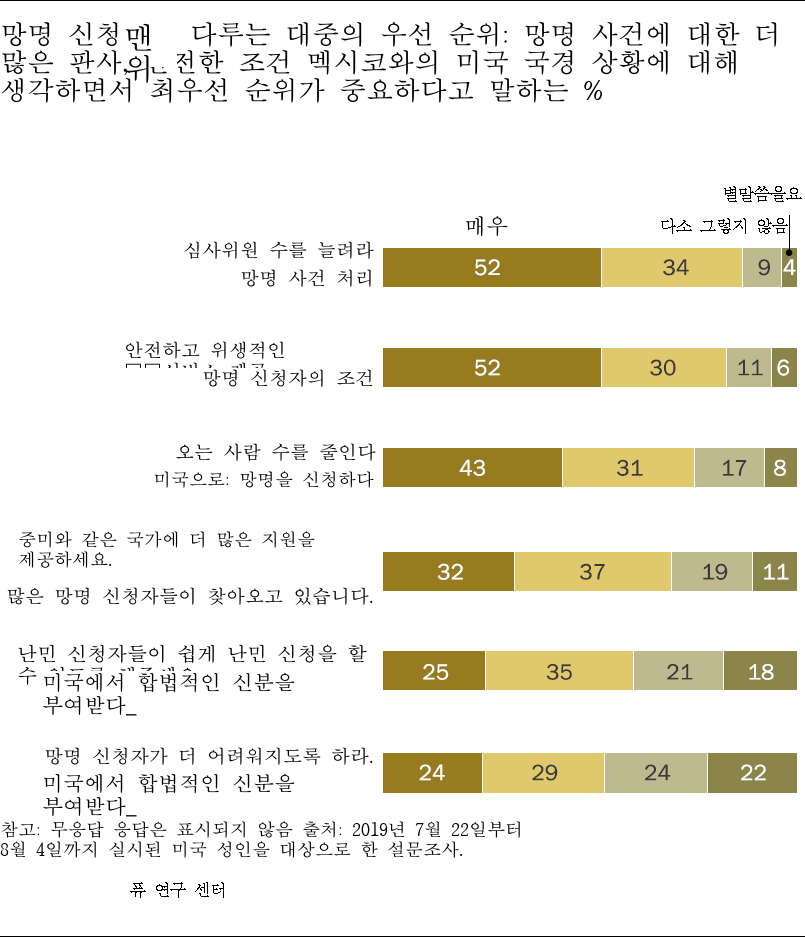 망명 신청 맨 위 다루는 대중의 우선 순위: 망명 사건에 대한 더
많은 판사, 전한 조건 멕시코와의 미국 국경 상황에 대해
생각하면서 최우선 순위가 중요하다고 말하는 %
별말씀을요
매우 다소 그렇지 않음
심사위원 수를 늘려라
망명 사건 처리
52 34 9 4
안전하고 위생적인
망명 신청자의 조건
52 30 11 6
오는 사람 수를 줄인다
미국으로: 망명을 신청하다
43 31 17 8
중미와 같은 국가에 더 많은 지원을
제공하세요.
많은 망명 신청자들이 찾아오고 있습니다.
32 37 19 11
난민 신청자들이 쉽게 난민 신청을 할
미국에서 합법적인 신분을
부여받다_
25 35 21 18
망명 신청자가 더 어려워지도록 하라.
미국에서 합법적인 신분을
부여받다_
24 29 24 22
참고: 무응답 응답은 표시되지 않음 출처: 2019년 7월 22일부터
8월 4일까지 실시된 미국 성인을 대상으로 한 설문조사.
퓨 연구 센터